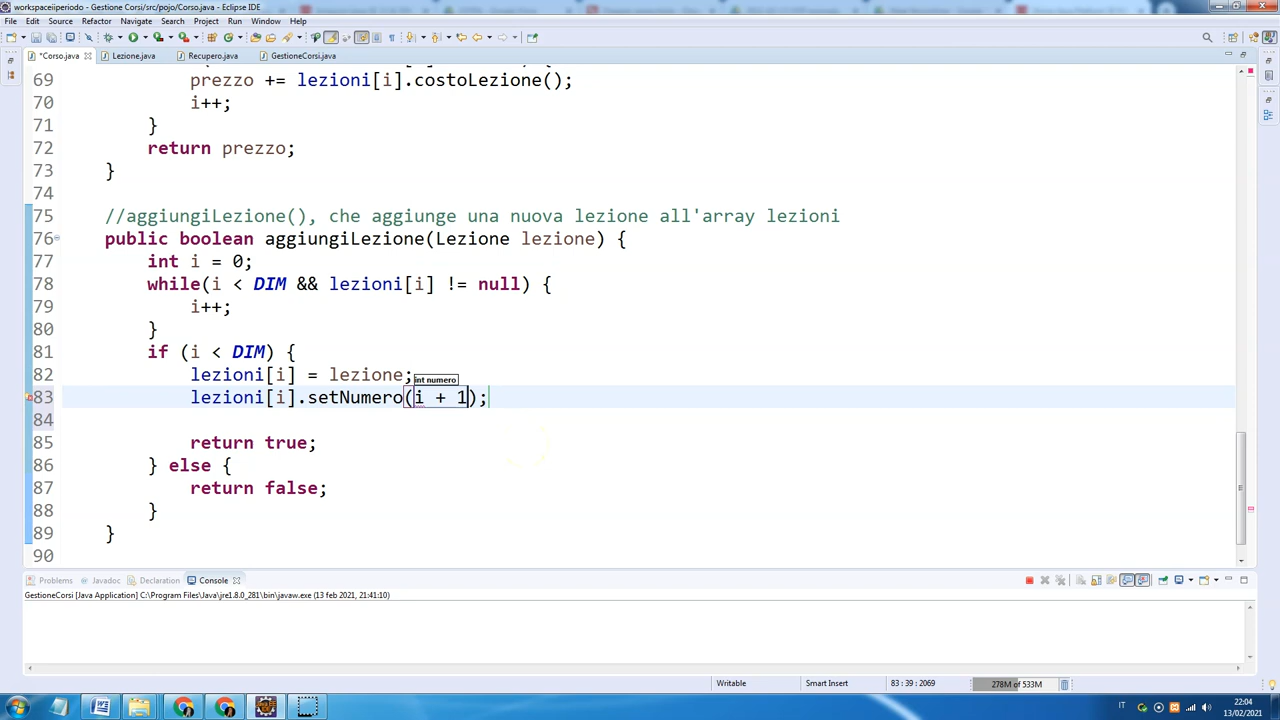 workspaceiiperiodo - Gestione Corsi/src/pojo/Corso.java - Eclipse IDE
File Edit Source Refactor Navigate Search Project Run Window Help
*Corso.java Lezione.java Recupero.java GestioneCorsi.java
69 prezzo += lezioni[i].costoLezione();
70 i++;
71 }
72 return prezzo;
73 }
74
75 //aggiungiLezione(), che aggiunge una nuova lezione all'array lezioni
76 public boolean aggiungiLezione(Lezione lezione) {
77 int i = 0;
78 while(i < DIM && lezioni[i] != null) {
79 i++;
80 }
81 if (i < DIM) {
82 lezioni[i] = lezione;
int numero
83 lezioni[i].setNumero(i + 1);
84
85 return true;
86 } else {
87 return false;
88 }
89 }
90
Problems Javadoc Declaration Console
GestioneCorsi [Java Application] C:\Program Files\Java\jre1.8.0_281\bin\javaw.exe (13 feb 2021, 21:41:10)
Writable Smart Insert 83 : 39 : 2069 278M of 533M
IT 22:04
13/02/2021